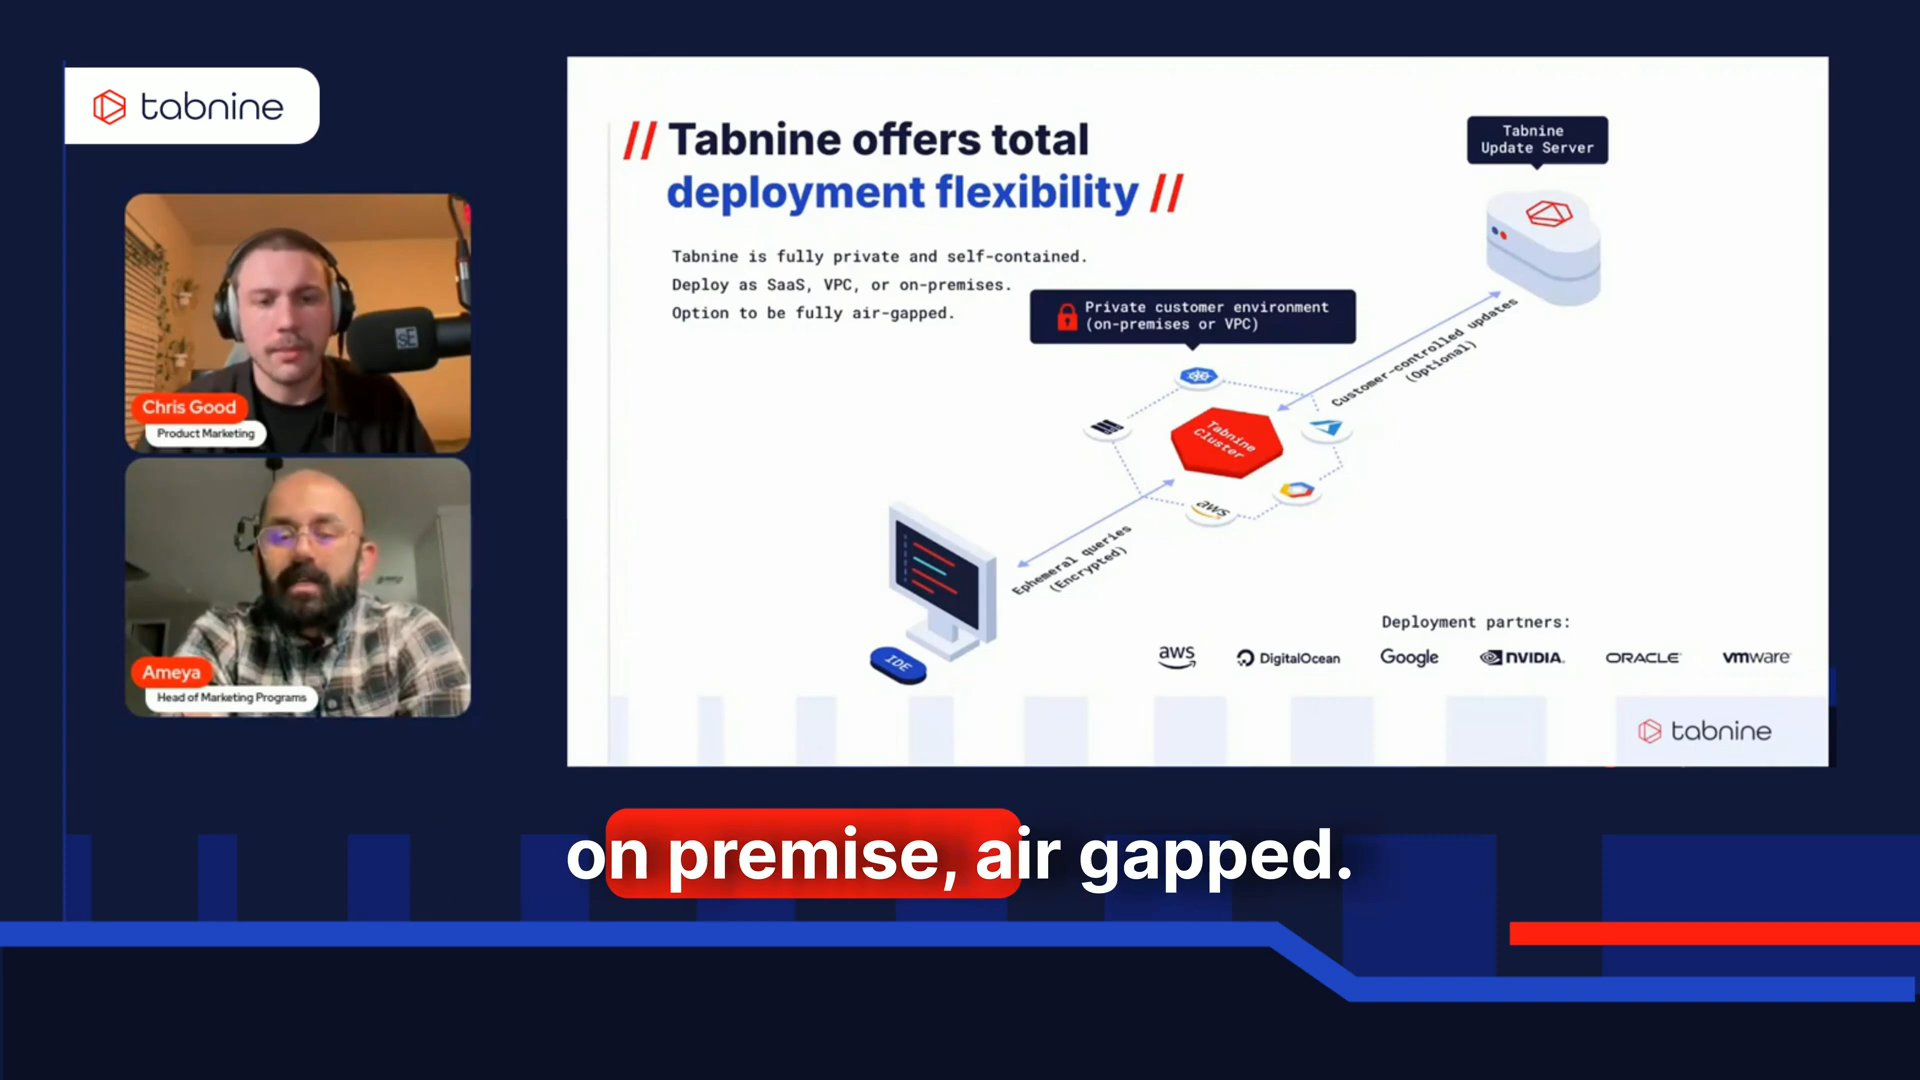 tabnine
Chris Good
Product Marketing
Ameya
Head of Marketing Programs
// Tabnine offers total
deployment flexibility //
Tabnine is fully private and self-contained.
Deploy as SaaS, VPC, or on-premises.
Option to be fully air-gapped.
Tabnine
Update Server
Private customer environment
(on-premises or VPC)
Customer-controlled updates
(Optional)
Tabnine
Cluster
aws
Ephemeral queries
(Encrypted)
IDE
Deployment partners:
aws DigitalOcean Google NVIDIA ORACLE vmware
tabnine
on premise, air gapped.